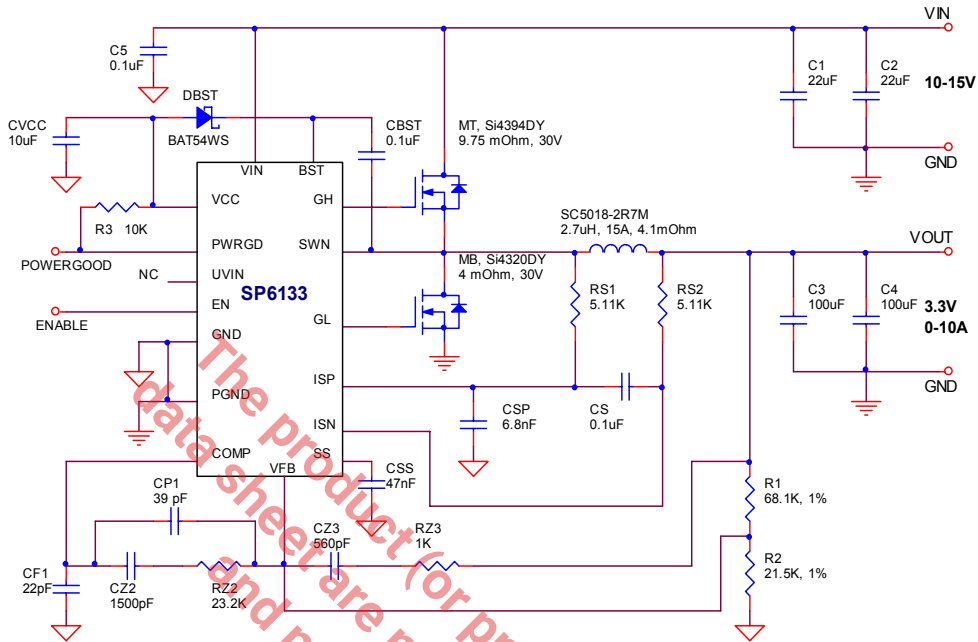 VIN
C5
0.1uF
C1
22uF
C2
22uF
10-15V
DBST
BAT54WS
CVCC
10uF
CBST
0.1uF
MT, Si4394DY
9.75 mOhm, 30V
GND
VIN
BST
VCC
GH
R3 10K
SC5018-2R7M
2.7uH, 15A, 4.1mOhm
PWRGD
SWN
VOUT
POWERGOOD
NC
UVIN
MB, Si4320DY
4 mOhm, 30V
SP6133
RS1
5.11K
RS2
5.11K
C3
100uF
C4
100uF
3.3V
0-10A
EN
ENABLE
GL
GND
GND
ISP
PGND
CSP
6.8nF
CS
0.1uF
ISN
COMP
SS
VFB
CSS
47nF
CP1
39 pF
R1
68.1K, 1%
CZ3
560pF
RZ3
1K
CF1
22pF
CZ2
1500pF
RZ2
23.2K
R2
21.5K, 1%
The product (or pr
data sheet are n
and n